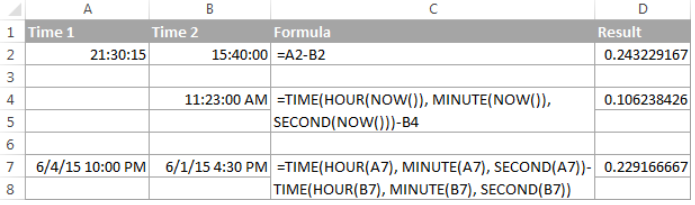 A B C D
1 Time 1 Time 2 Formula Result
2 21:30:15 15:40:00 =A2-B2 0.243229167
3
4 11:23:00 AM =TIME(HOUR(NOW()), MINUTE(NOW()), 0.106238426
5 SECOND(NOW()))-B4
6
7 6/4/15 10:00 PM 6/1/15 4:30 PM =TIME(HOUR(A7), MINUTE(A7), SECOND(A7))- 0.229166667
8 TIME(HOUR(B7), MINUTE(B7), SECOND(B7))